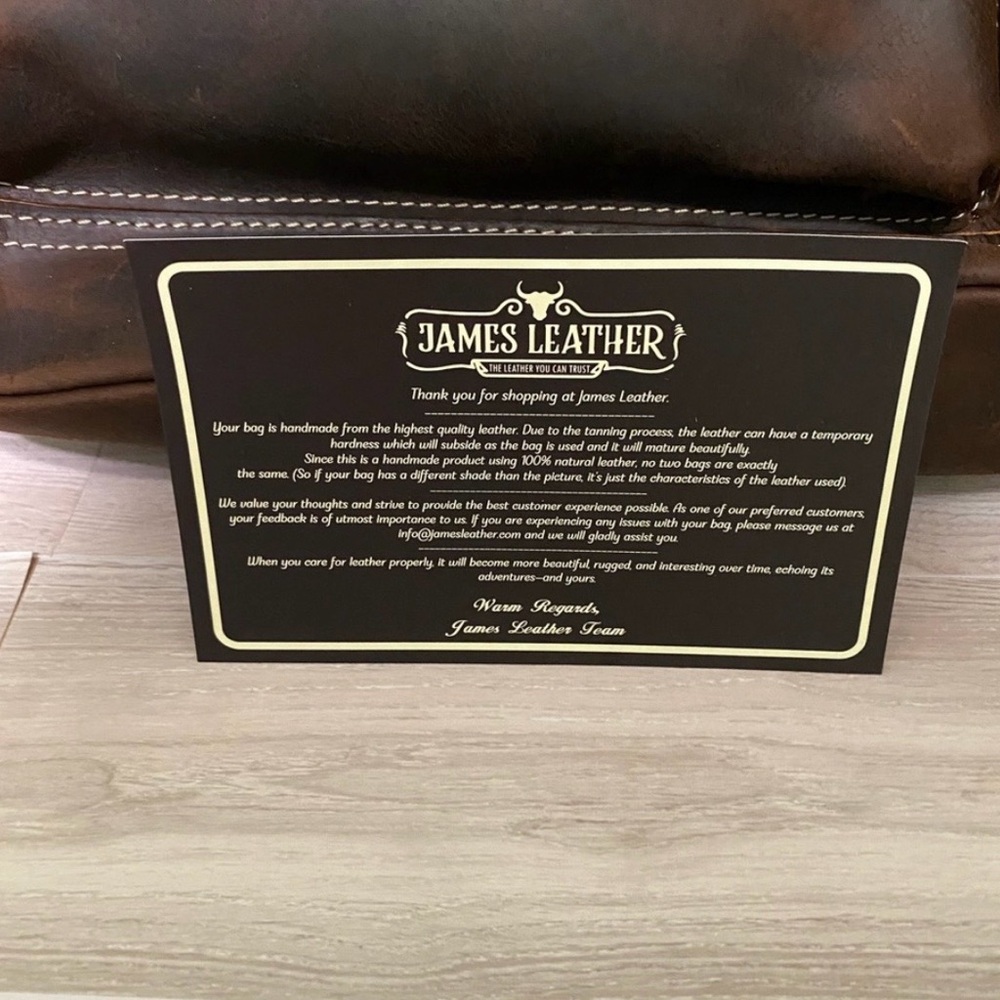 JAMES LEATHER
THE LEATHER YOU CAN TRUST
Thank you for shopping at James Leather.
Your bag is handmade from the highest quality leather. Due to the tanning process, the leather can have a temporary
hardness which will subside as the bag is used and it will mature beautifully.
Since this is a handmade product using 100% natural leather, no two bags are exactly
the same. (So if your bag has a different shade than the picture, it's just the characteristics of the leather used).
We value your thoughts and strive to provide the best customer experience possible. As one of our preferred customers,
your feedback is of utmost importance to us. If you are experiencing any issues with your bag, please message us at
info@jamesleather.com and we will gladly assist you.
When you care for leather properly, it will become more beautiful, rugged, and interesting over time, echoing its
adventures—and yours.
Warm Regards,
James Leather Team